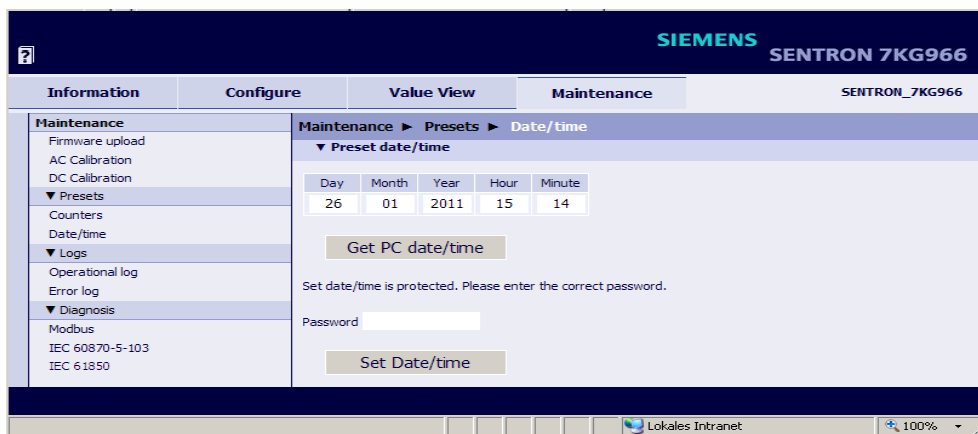 SIEMENS
SENTRON 7KG966
?
Information Configure Value View Maintenance SENTRON_7KG966
Maintenance
Firmware upload
AC Calibration
DC Calibration
▼ Presets
Counters
Date/time
▼ Logs
Operational log
Error log
▼ Diagnosis
Modbus
IEC 60870-5-103
IEC 61850
Maintenance ► Presets ► Date/time
▼ Preset date/time
Day Month Year Hour Minute
26 01 2011 15 14
Get PC date/time
Set date/time is protected. Please enter the correct password.
Password
Set Date/time
Lokales Intranet 100%